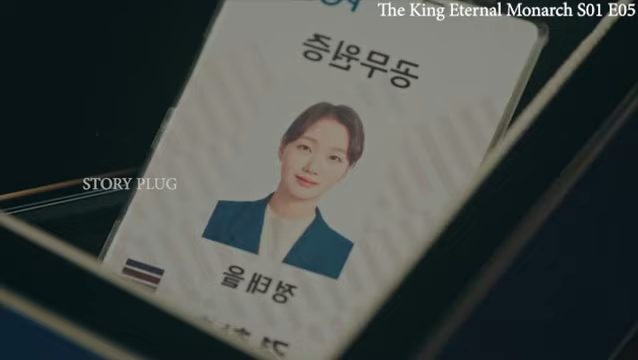 The King Eternal Monarch S01 E05
공무원증
STORY PLUG
정태을